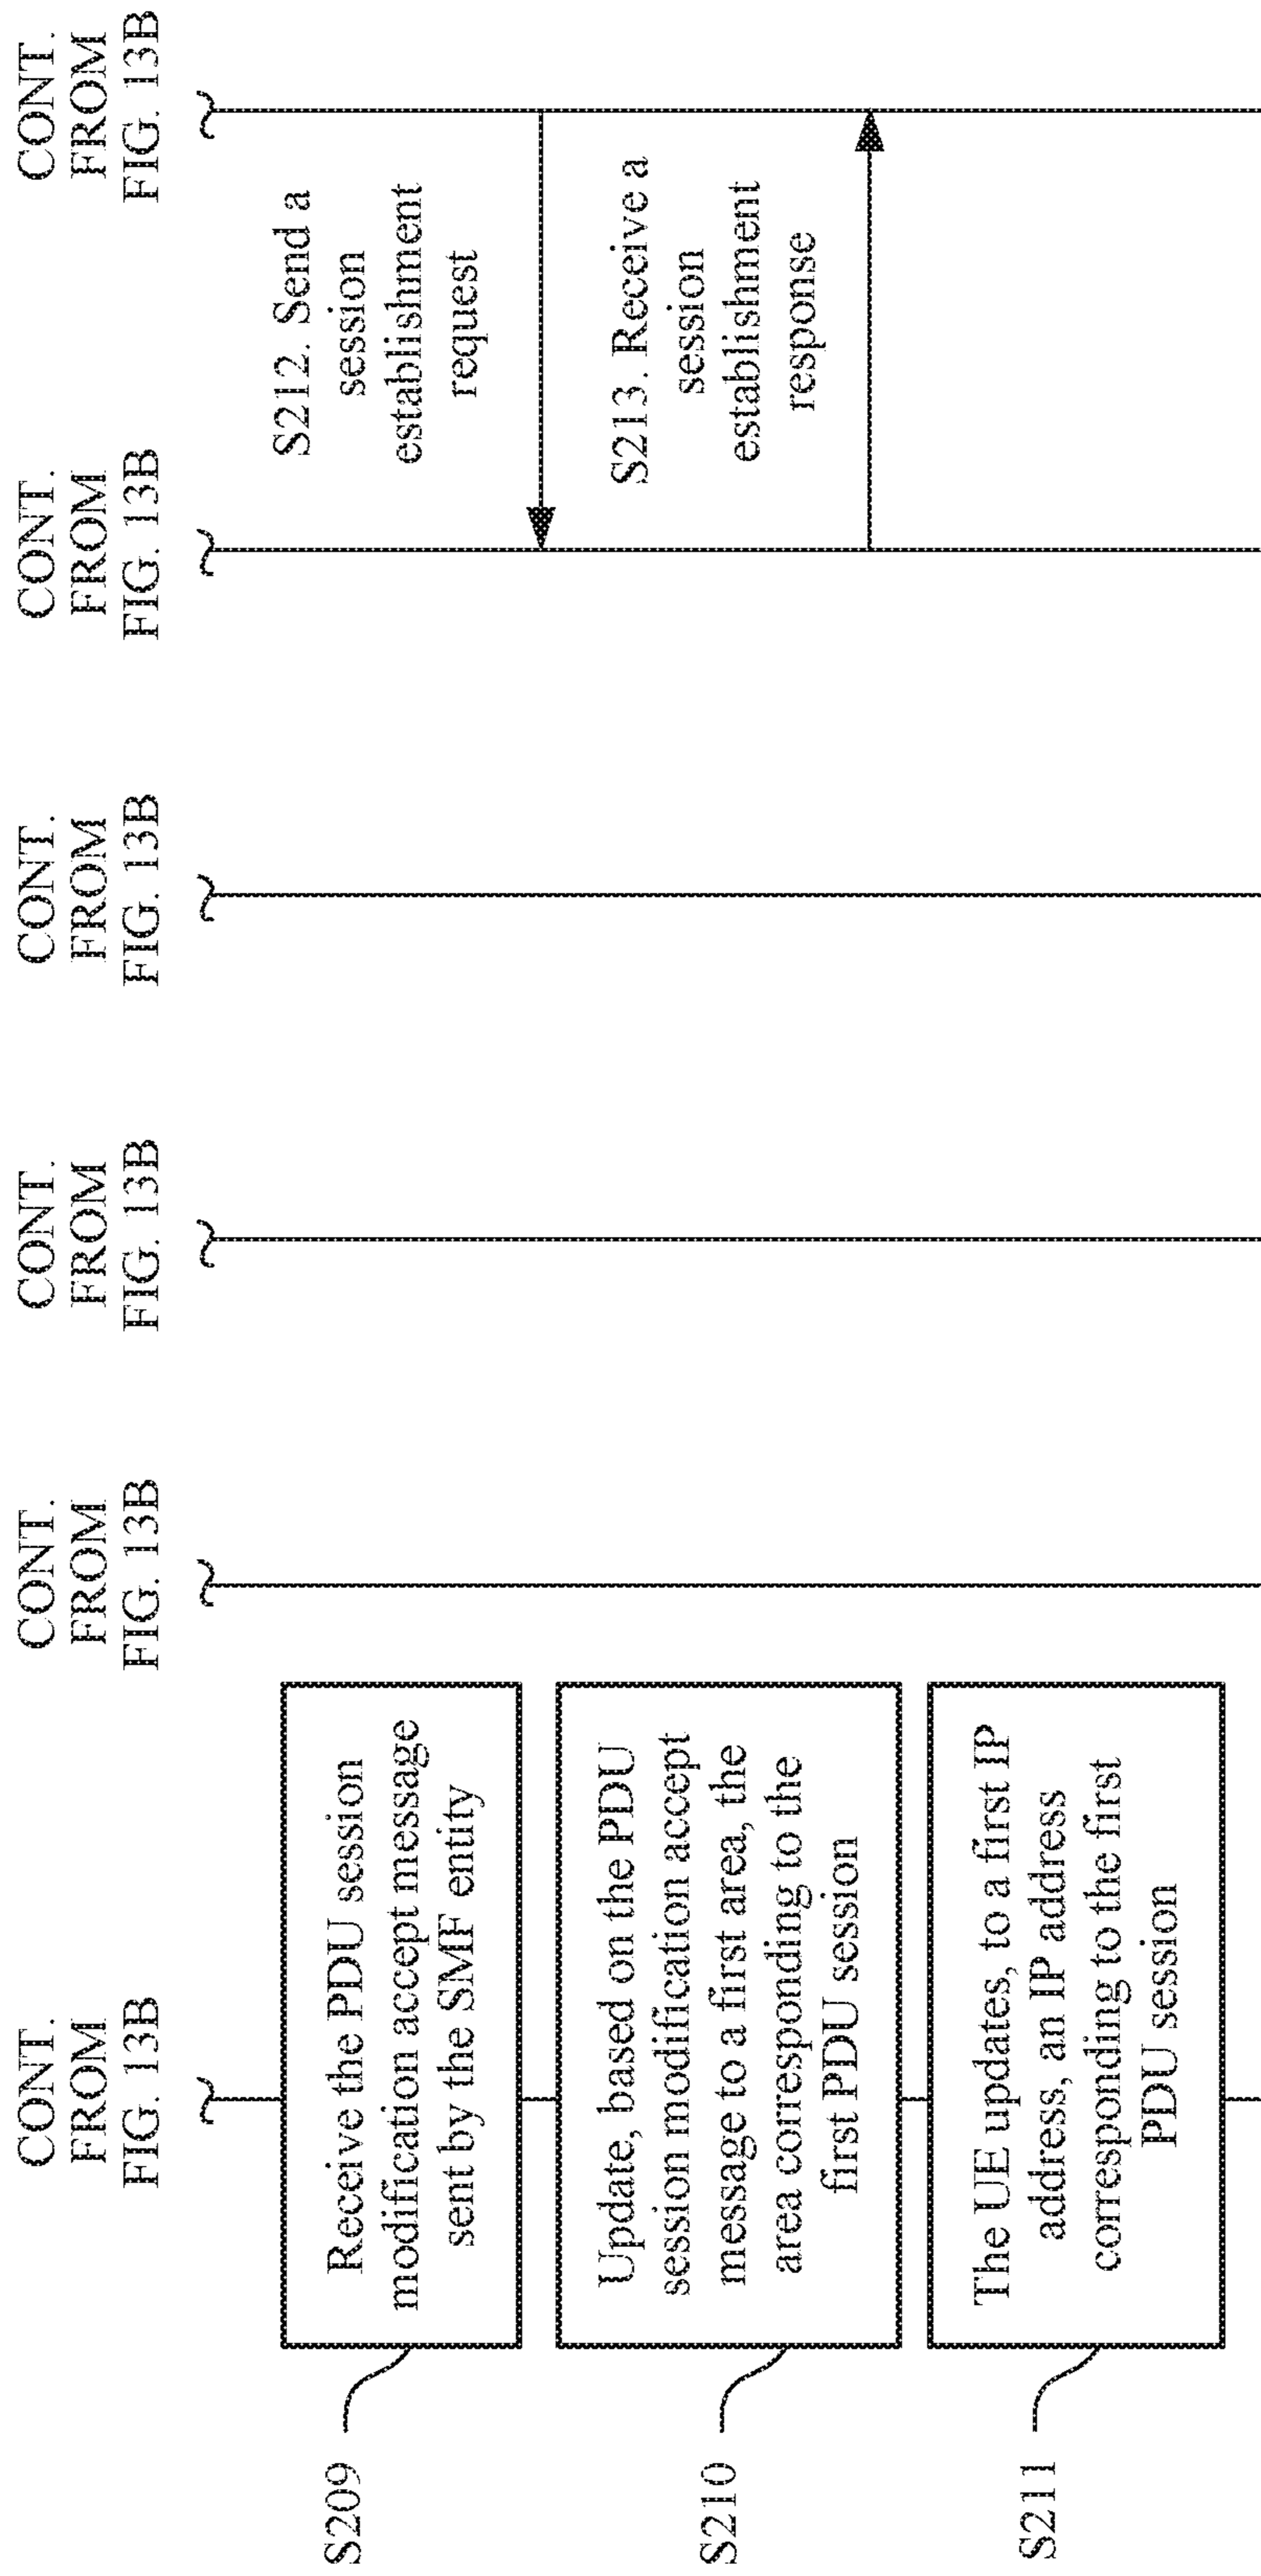 CONT.
FROM
FIG. 13B
CONT.
FROM
FIG. 13B
CONT.
FROM
FIG. 13B
CONT.
FROM
FIG. 13B
CONT.
FROM
FIG. 13B
CONT.
FROM
FIG. 13B
S209
Receive the PDU session
modification accept message
sent by the SMF entity
S210
Update, based on the PDU
session modification accept
message to a first area, the
area corresponding to the
first PDU session
S211
The UE updates, to a first IP
address, an IP address
corresponding to the first
PDU session
S212. Send a
session
establishment
request
S213. Receive a
session
establishment
response